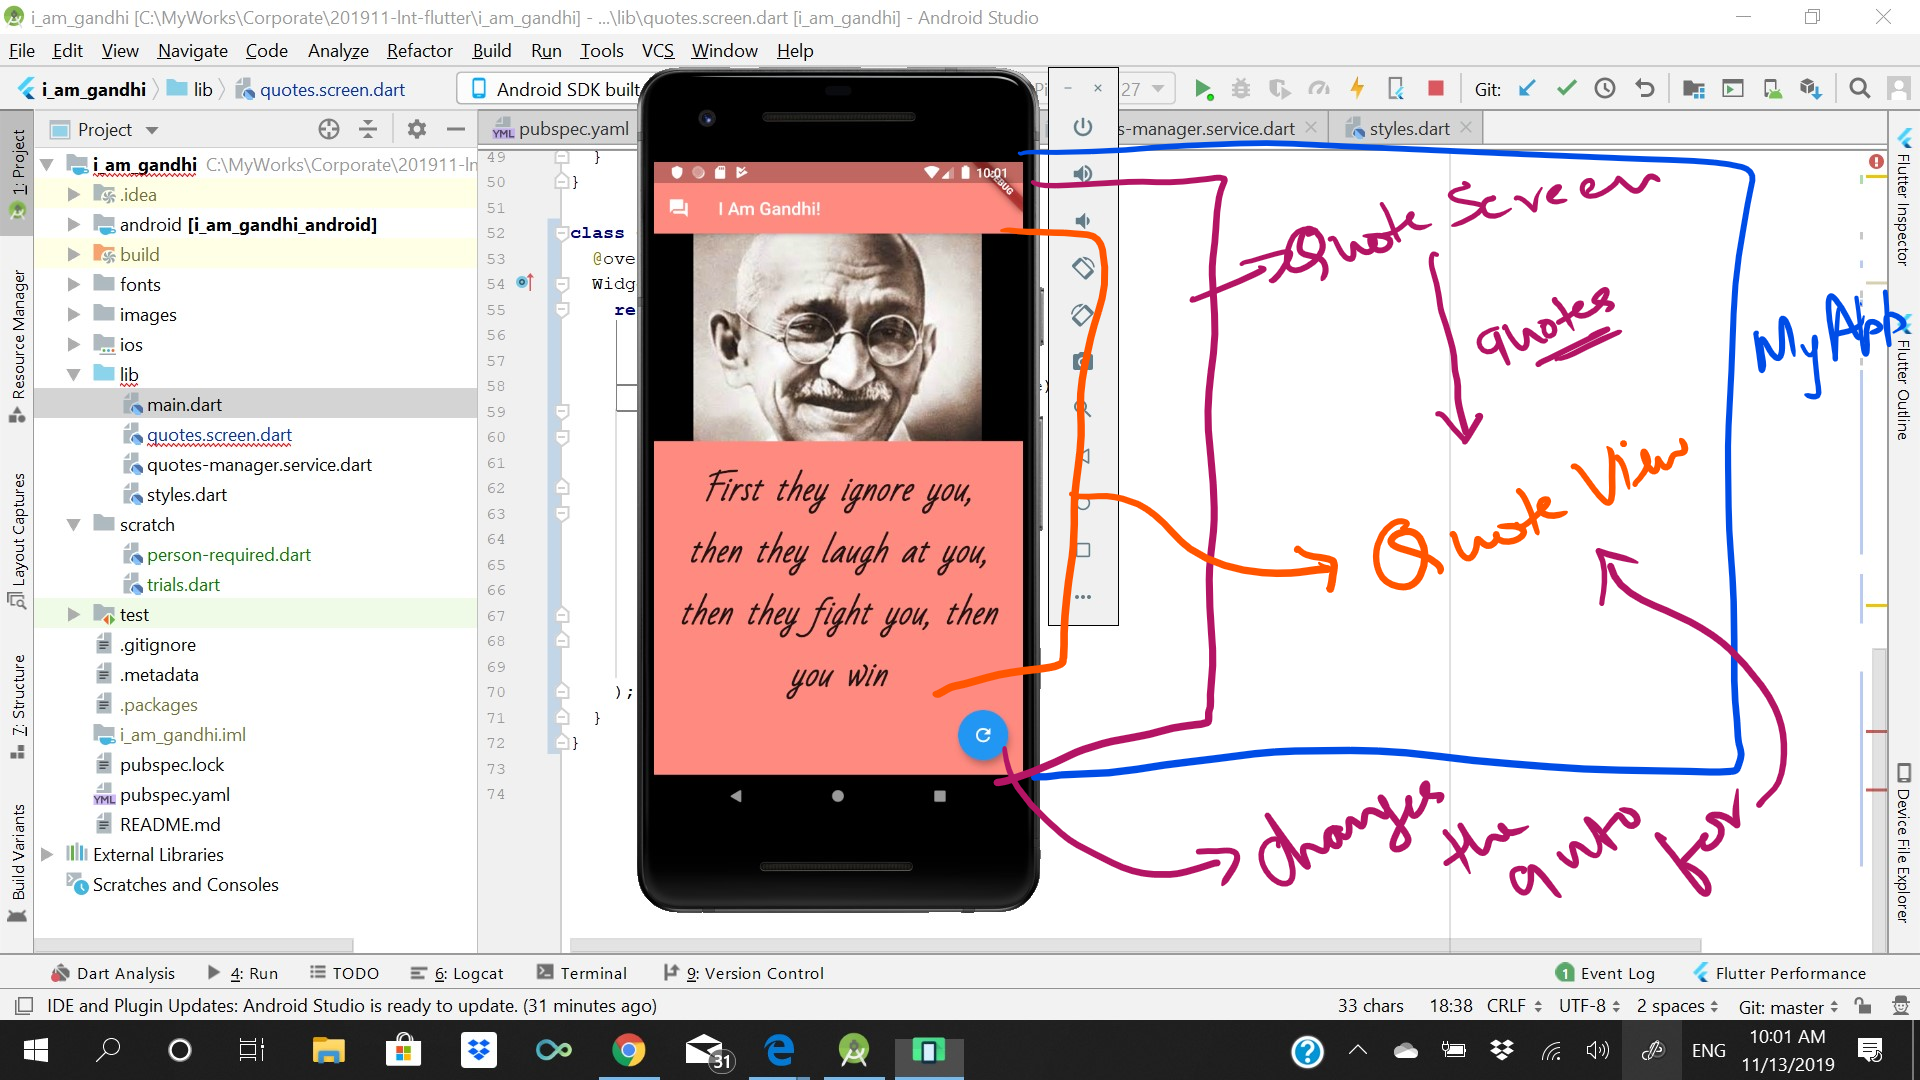 i_am_gandhi [C:\MyWorks\Corporate\201911-lnt-flutter\i_am_gandhi] - ...\lib\quotes.screen.dart [i_am_gandhi] - Android Studio
File Edit View Navigate Code Analyze Refactor Build Run Tools VCS Window Help
i_am_gandhi lib quotes.screen.dart Android SDK built 27 Git:
Project pubspec.yaml s-manager.service.dart styles.dart
i_am_gandhi C:\MyWorks\Corporate\201911-ln
.idea
android [i_am_gandhi_android]
build
fonts
images
ios
lib
main.dart
quotes.screen.dart
quotes-manager.service.dart
styles.dart
scratch
person-required.dart
trials.dart
test
.gitignore
.metadata
.packages
i_am_gandhi.iml
pubspec.lock
pubspec.yaml
README.md
External Libraries
Scratches and Consoles
1: Project
Resource Manager
Layout Captures
7: Structure
Build Variants
49 }
50 }
51
52 class
53 @ove
54 Widg
55 re
56
57
58
59
60
61
62
63
64
65
66
67
68
69
70 );
71 }
72 }
73
74
10:01
DEBUG
I Am Gandhi!
First they ignore you,
then they laugh at you,
then they fight you, then
you win
Quote Screen
quotes
MyApp
Quote View
Changes
the
quto
for
Flutter Inspector
Flutter Outline
Device File Explorer
Dart Analysis 4: Run TODO 6: Logcat Terminal 9: Version Control 1 Event Log Flutter Performance
IDE and Plugin Updates: Android Studio is ready to update. (31 minutes ago) 33 chars 18:38 CRLF UTF-8 2 spaces Git: master
31 ENG 10:01 AM
11/13/2019